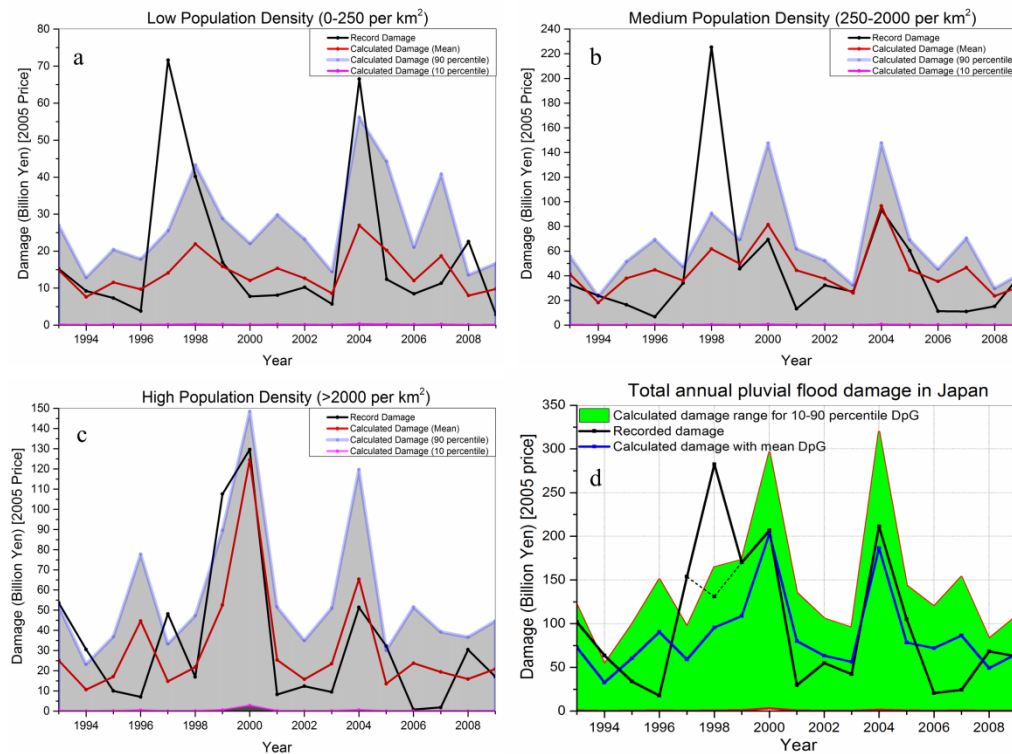 Low Population Density (0-250 per km²)
Record Damage
Calculated Damage (Mean)
Calculated Damage (90 percentile)
Calculated Damage (10 percentile)
a
80
70
60
50
40
30
20
10
0
Damage (Billion Yen) [2005 Price]
1994 1996 1998 2000 2002 2004 2006 2008
Year
Medium Population Density (250-2000 per km²)
Record Damage
Calculated Damage (Mean)
Calculated Damage (90 percentile)
Calculated Damage (10 percentile)
b
240
220
200
180
160
140
120
100
80
60
40
20
0
Damage (Billion Yen) [2005 Price]
1994 1996 1998 2000 2002 2004 2006 2008
Year
High Population Density (>2000 per km²)
Record Damage
Calculated Damage (Mean)
Calculated Damage (90 percentile)
Calculated Damage (10 percentile)
c
150
140
130
120
110
100
90
80
70
60
50
40
30
20
10
0
Damage (Billion Yen) [2005 Price]
1994 1996 1998 2000 2002 2004 2006 2008
Year
Total annual pluvial flood damage in Japan
Calculated damage range for 10-90 percentile DpG
Recorded damage
Calculated damage with mean DpG
d
350
300
250
200
150
100
50
0
Damage (Billion Yen) [2005 price]
1994 1996 1998 2000 2002 2004 2006 2008
Year